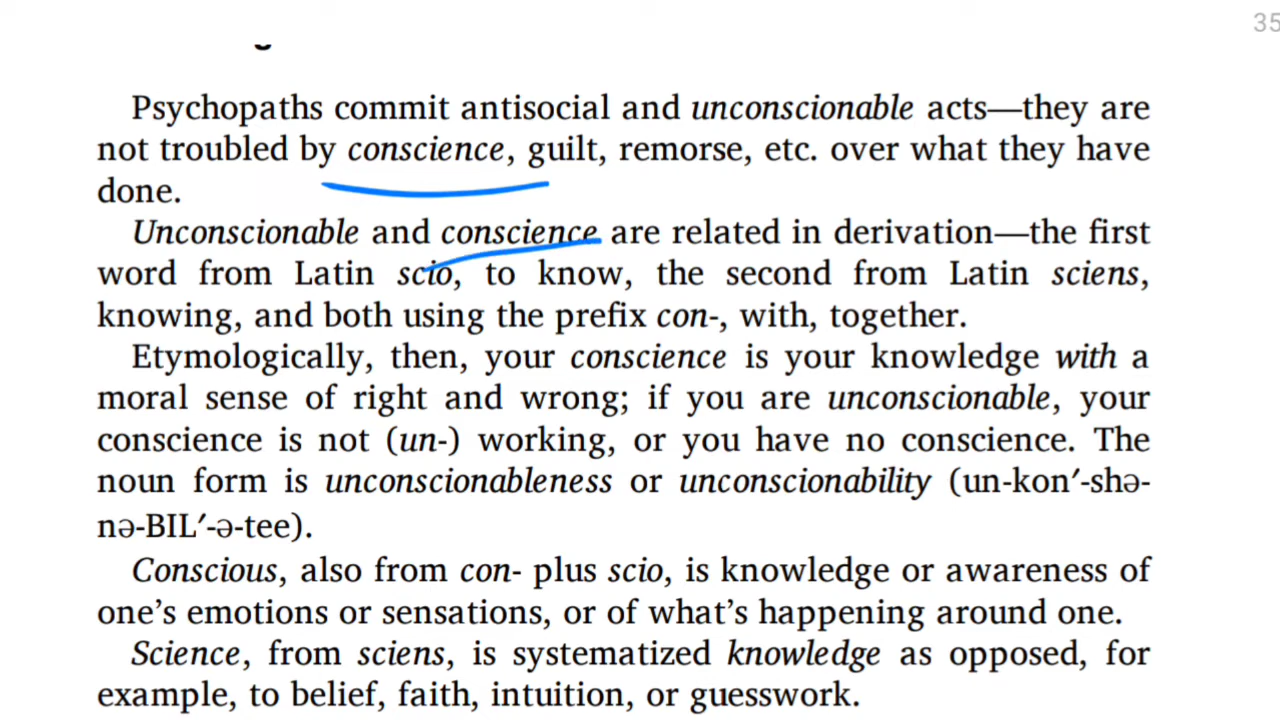 35
Psychopaths commit antisocial and unconscionable acts—they are
not troubled by conscience, guilt, remorse, etc. over what they have
done.
Unconscionable and conscience are related in derivation—the first
word from Latin scio, to know, the second from Latin sciens,
knowing, and both using the prefix con-, with, together.
Etymologically, then, your conscience is your knowledge with a
moral sense of right and wrong; if you are unconscionable, your
conscience is not (un-) working, or you have no conscience. The
noun form is unconscionableness or unconscionability (un-kon′-shə-
nə-BIL′-ə-tee).
Conscious, also from con- plus scio, is knowledge or awareness of
one’s emotions or sensations, or of what’s happening around one.
Science, from sciens, is systematized knowledge as opposed, for
example, to belief, faith, intuition, or guesswork.